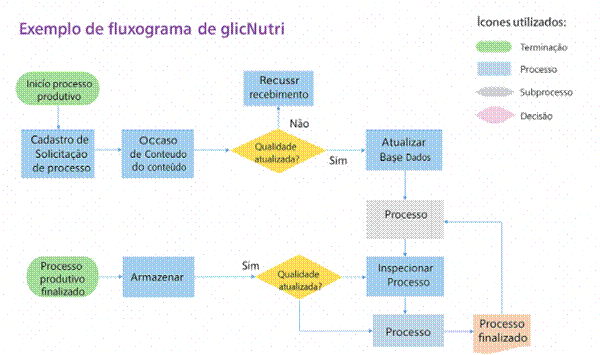 Exemplo de fluxograma de glicNutri
Ícones utilizados:
Terminação
Processo
Subprocesso
Decisão
Inicío processo
produtivo
Recussr
recebimento
Não
Cadastro de
Solicitação
de processo
Occaso
de Conteudo
do conteúdo
Qualidade
atualizada?
Sim
Atualizar
Base Dados
Processo
Processo
produtivo
finalizado
Armazenar
Sim
Qualidade
atualizada?
Inspecionar
Processo
Processo
Processo
finalizado